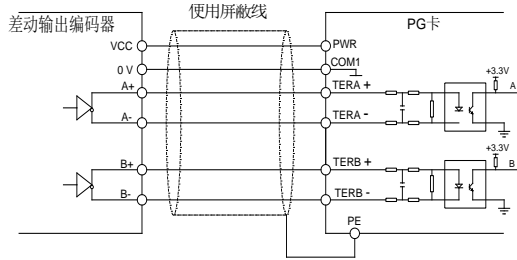 使用屏蔽线
差动输出编码器
PG卡
VCC
PWR
0 V
COM1
A+
TERA +
+3.3V
A
A-
TERA -
+3.3V
B+
TERB +
B
B-
TERB -
PE